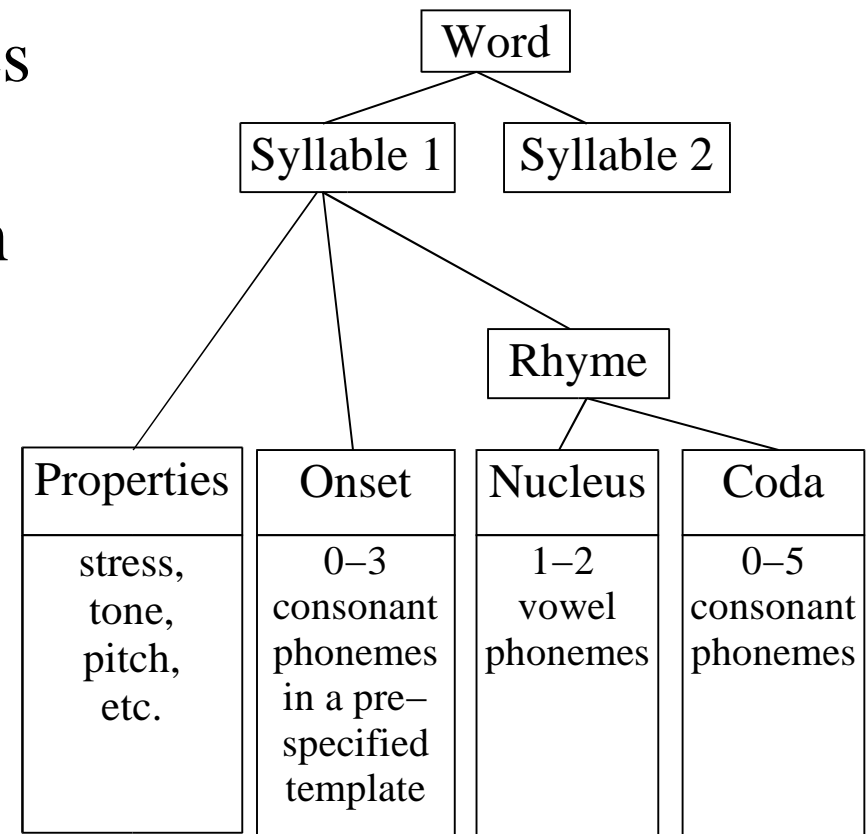 Word
Syllable 1
Syllable 2
Rhyme
Properties
stress,
tone,
pitch,
etc.
Onset
0–3
consonant
phonemes
in a pre–
specified
template
Nucleus
1–2
vowel
phonemes
Coda
0–5
consonant
phonemes